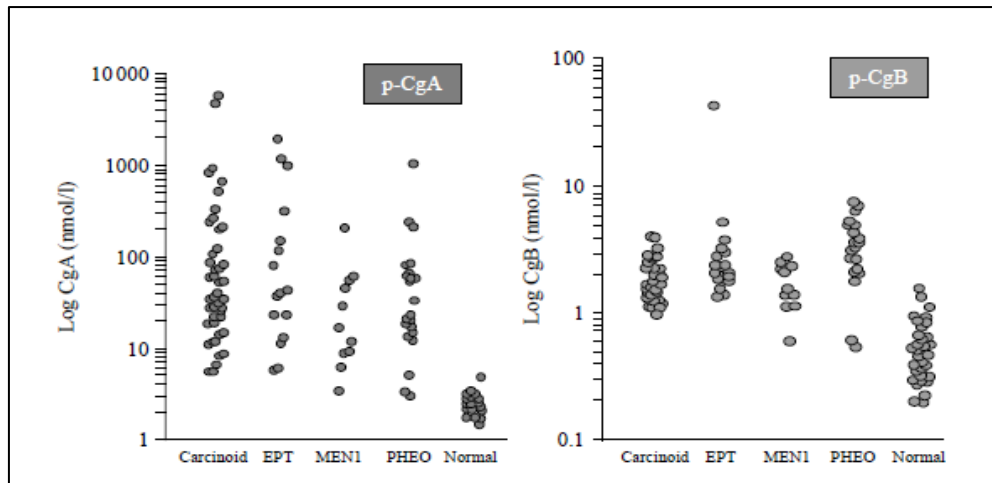 p-CgA
Log CgA (nmol/l)
10 000
1000
100
10
1
Carcinoid EPT MEN1 PHEO Normal
p-CgB
Log CgB (nmol/l)
100
10
1
0.1
Carcinoid EPT MEN1 PHEO Normal